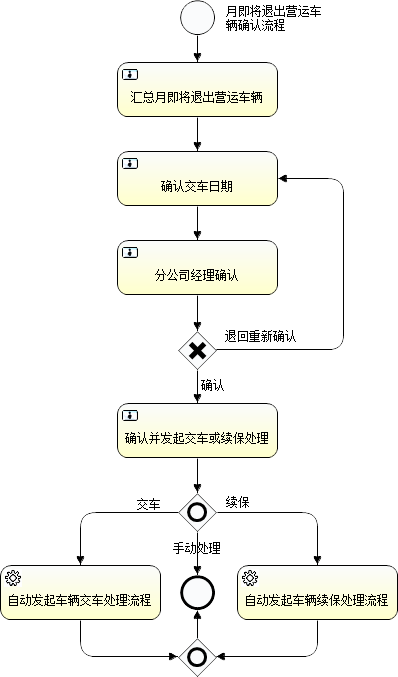 月即将退出营运车
辆确认流程
汇总月即将退出营运车辆
确认交车日期
分公司经理确认
退回重新确认
确认
确认并发起交车或续保处理
交车
续保
手动处理
自动发起车辆交车处理流程
自动发起车辆续保处理流程